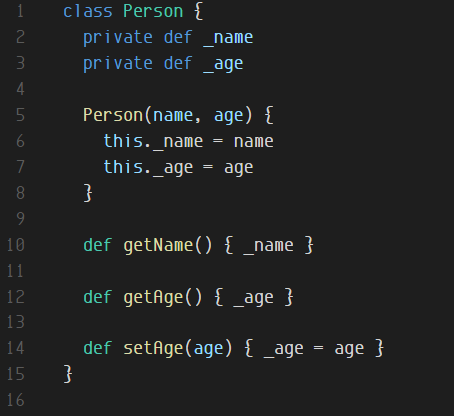 1 class Person {
2 private def _name
3 private def _age
4
5 Person(name, age) {
6 this._name = name
7 this._age = age
8 }
9
10 def getName() { _name }
11
12 def getAge() { _age }
13
14 def setAge(age) { _age = age }
15 }
16